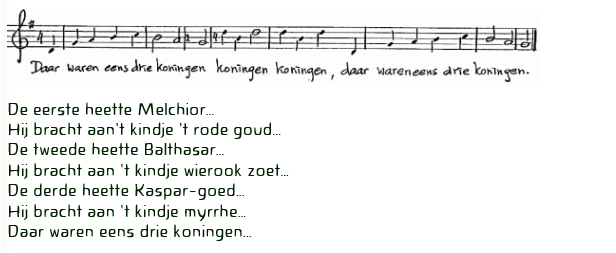 Daar waren eens drie koningen koningen koningen, daar wareneens drie koningen.
De eerste heette Melchior...
Hij bracht aan't kindje 't rode goud...
De tweede heette Balthasar...
Hij bracht aan 't kindje wierook zoet...
De derde heette Kaspar-goed...
Hij bracht aan 't kindje myrrhe...
Daar waren eens drie koningen...